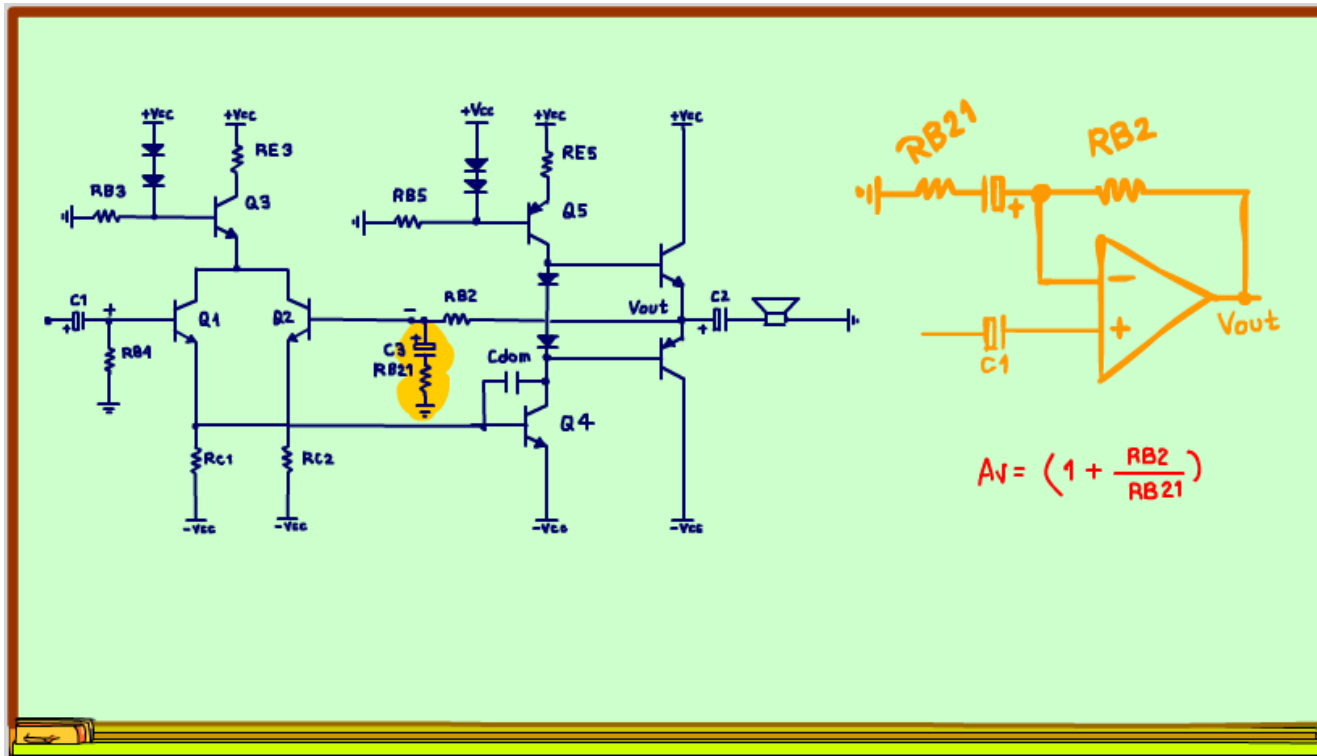 +Vcc
+Vcc
RE3
RB3
Q3
+Vcc
+Vcc
RE5
RB5
Q5
+Vcc
C1
+
+
RB1
Q1
Q2
-
RB2
+
C3
RB21
Cdom
Q4
Vout
C2
+
RC1
RC2
-Vcc
-Vcc
-Vcc
-Vcc
RB21
RB2
+
-
+
C1
Vout
Av = (1 + RB2/RB21)